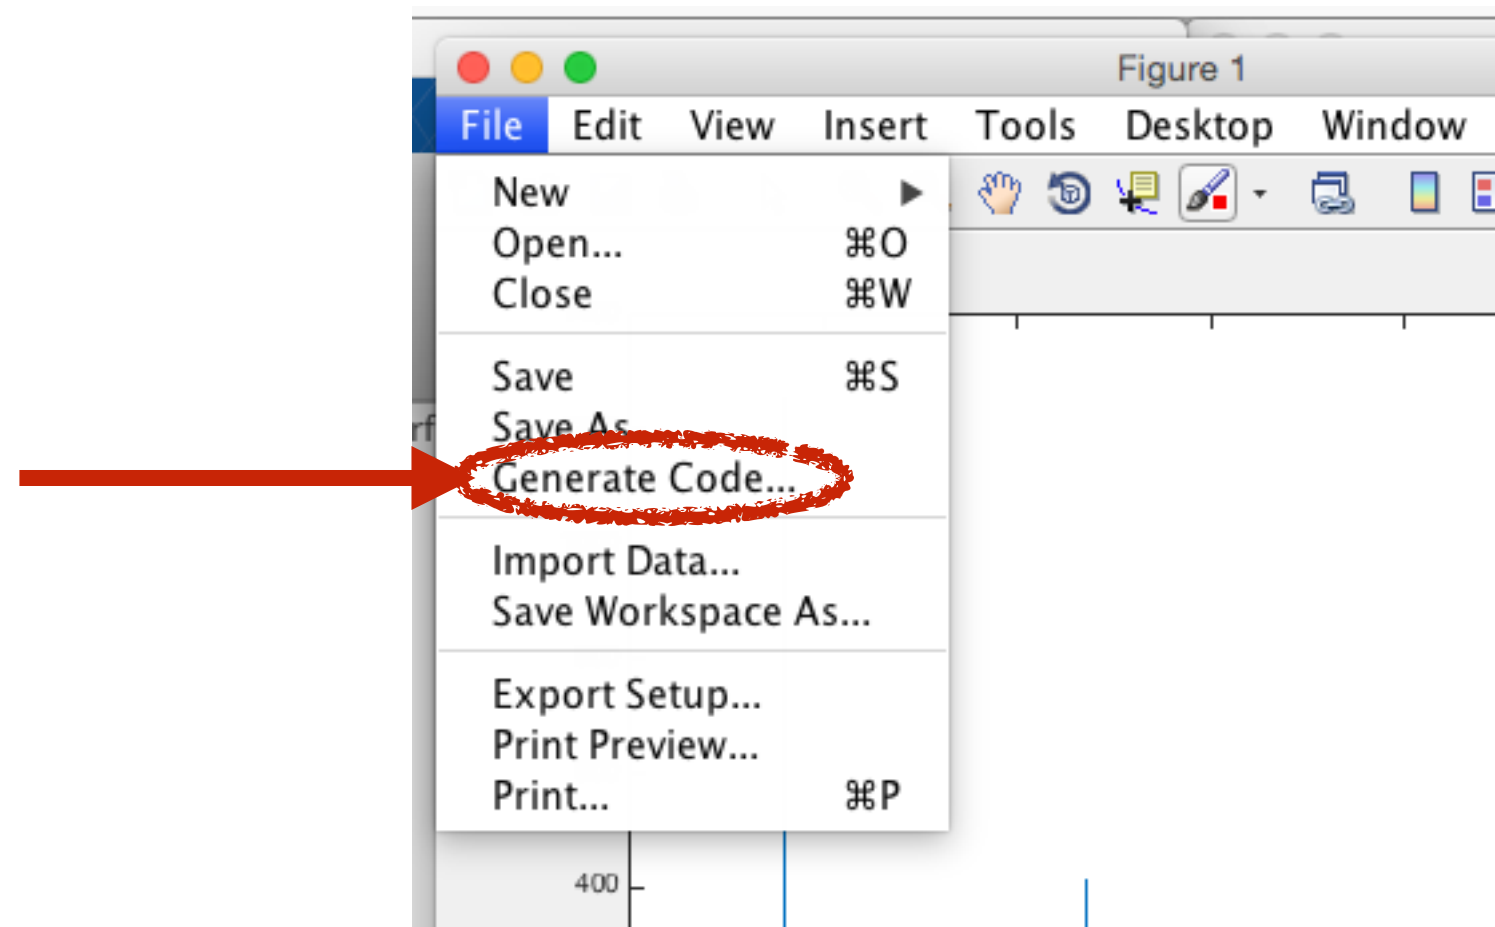 Figure 1
File Edit View Insert Tools Desktop Window
New
Open... ⌘O
Close ⌘W
Save ⌘S
Save As
Generate Code...
Import Data...
Save Workspace As...
Export Setup...
Print Preview...
Print... ⌘P
400